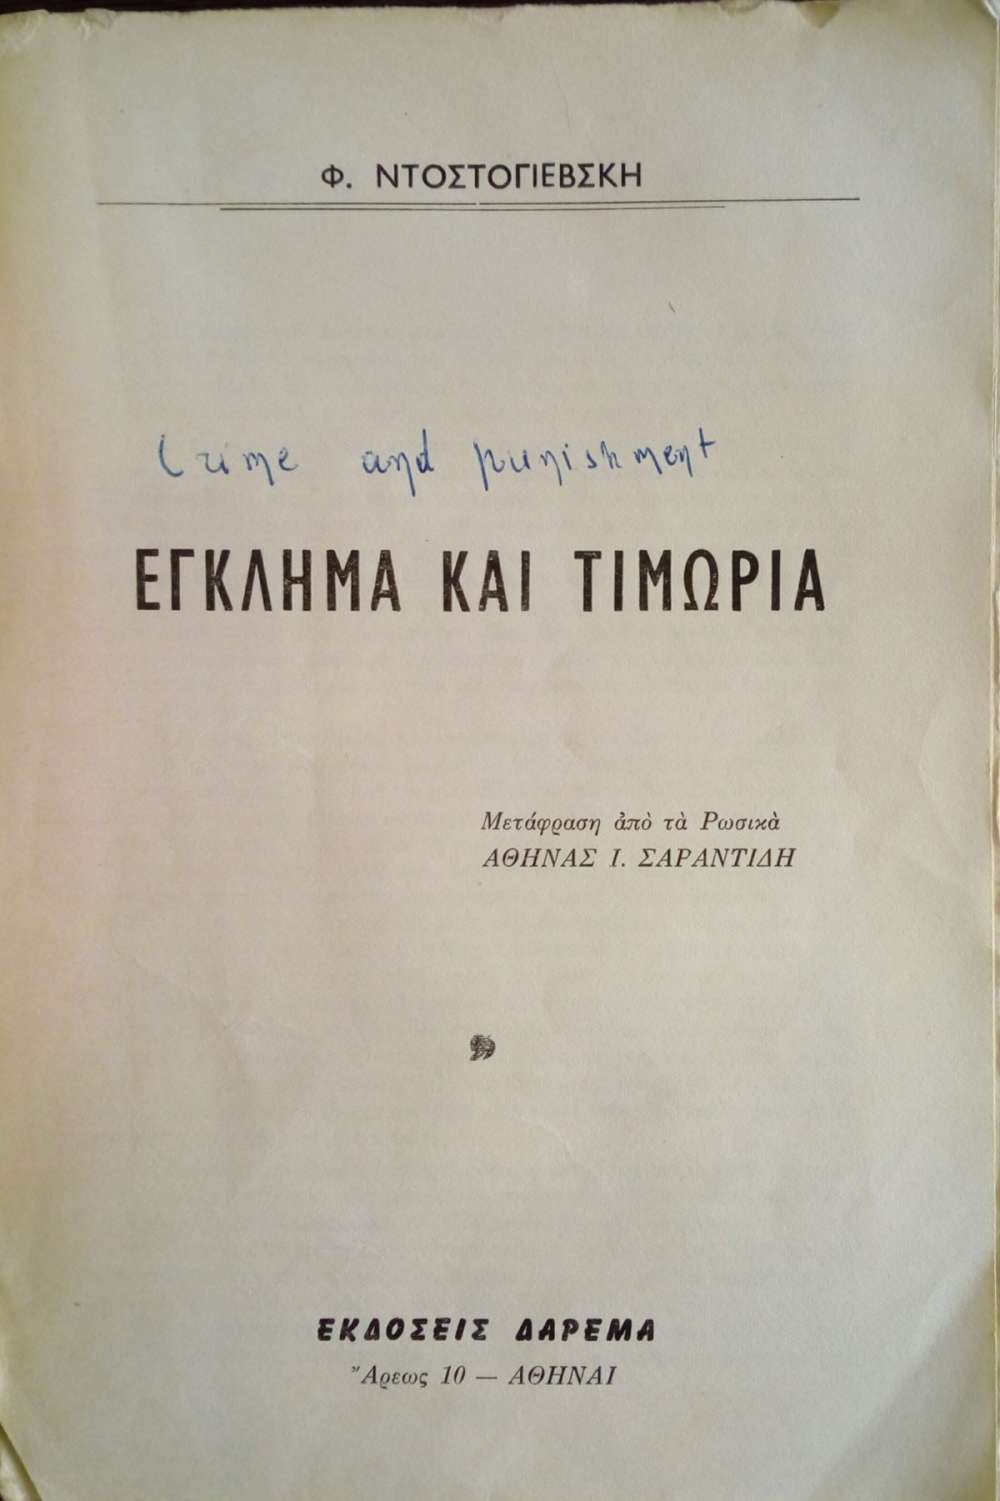 Φ. ΝΤΟΣΤΟΓΙΕΒΣΚΗ
Crime and punishment
ΕΓΚΛΗΜΑ ΚΑΙ ΤΙΜΩΡΙΑ
Μετάφραση ἀπὸ τὰ Ρωσικὰ
ΑΘΗΝΑΣ Ι. ΣΑΡΑΝΤΙΔΗ
ΕΚΔΟΣΕΙΣ ΔΑΡΕΜΑ
Ἄρεως 10 — ΑΘΗΝΑΙ